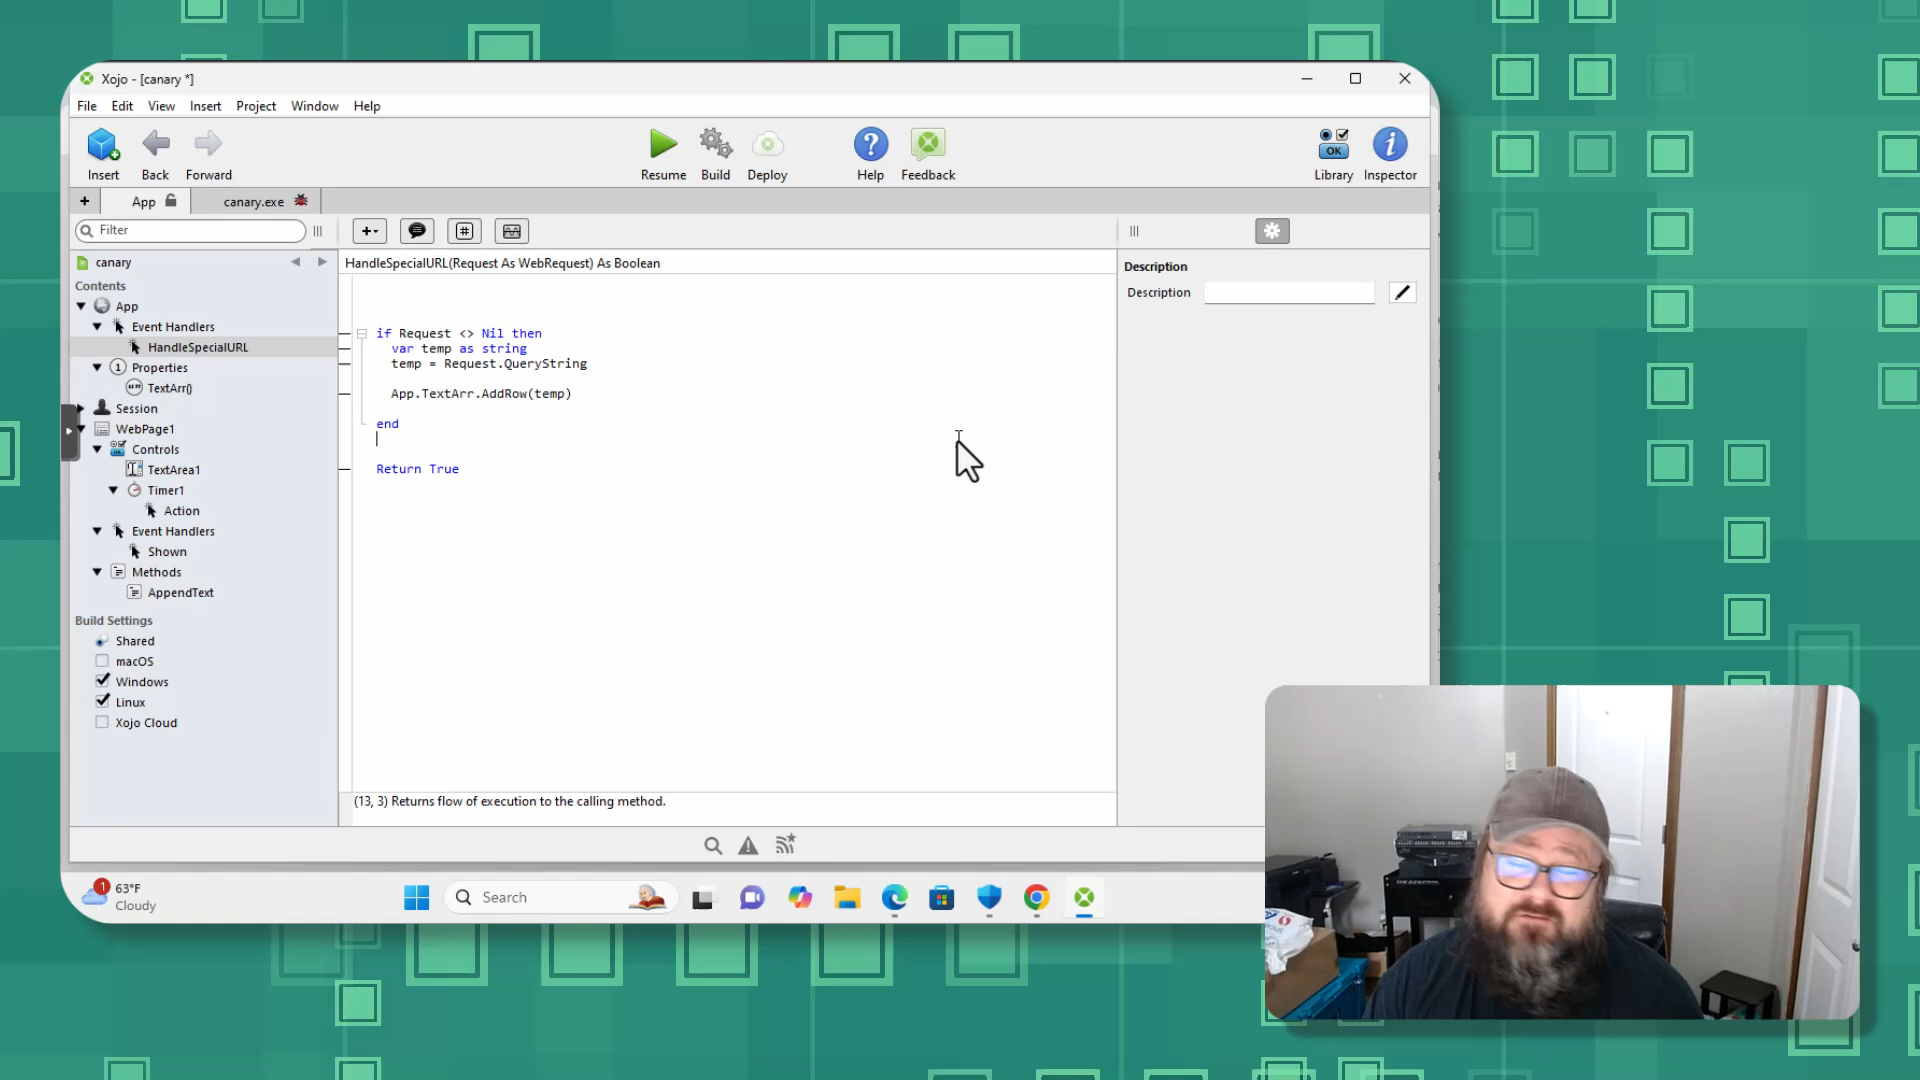 Xojo - [canary *]
File Edit View Insert Project Window Help
Insert Back Forward Resume Build Deploy Help Feedback OK Library Inspector
App canary.exe
Filter
canary
Contents
App
Event Handlers
HandleSpecialURL
Properties
TextArr()
Session
WebPage1
Controls
TextArea1
Timer1
Action
Event Handlers
Shown
Methods
AppendText
Build Settings
Shared
macOS
Windows
Linux
Xojo Cloud
HandleSpecialURL(Request As WebRequest) As Boolean
if Request <> Nil then
var temp as string
temp = Request.QueryString
App.TextArr.AddRow(temp)
end
Return True
(13, 3) Returns flow of execution to the calling method.
Description
Description
1
63°F
Cloudy
Search